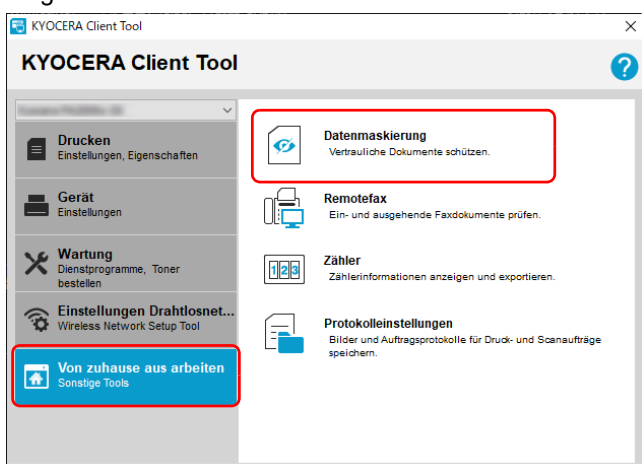 KYOCERA Client Tool
KYOCERA Client Tool
?
Drucken
Einstellungen, Eigenschaften
Gerät
Einstellungen
Wartung
Dienstprogramme, Toner
bestellen
Einstellungen Drahtlosnet...
Wireless Network Setup Tool
Von zuhause aus arbeiten
Sonstige Tools
Datenmaskierung
Vertrauliche Dokumente schützen.
Remotefax
Ein- und ausgehende Faxdokumente prüfen.
123
Zähler
Zählerinformationen anzeigen und exportieren.
Protokolleinstellungen
Bilder und Auftragsprotokolle für Druck- und Scanaufträge
speichern.